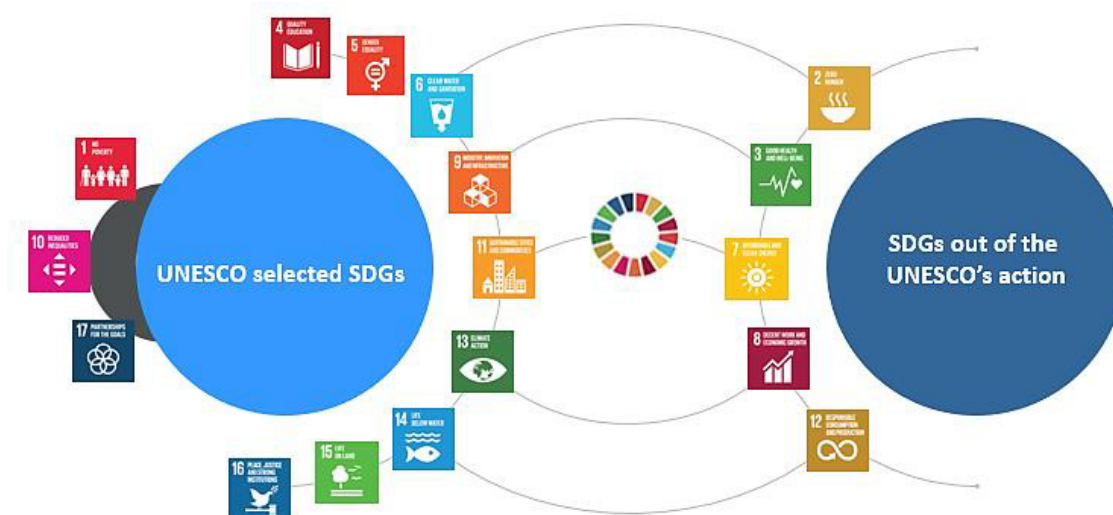 4 QUALITY
EDUCATION
5 GENDER
EQUALITY
6 CLEAN WATER
AND SANITATION
2 ZERO
HUNGER
1 NO
POVERTY
9 INDUSTRY, INNOVATION
AND INFRASTRUCTURE
3 GOOD HEALTH
AND WELL-BEING
10 REDUCED
INEQUALITIES
UNESCO selected SDGs
11 SUSTAINABLE CITIES
AND COMMUNITIES
7 AFFORDABLE AND
CLEAN ENERGY
SDGs out of the
UNESCO's action
17 PARTNERSHIPS
FOR THE GOALS
13 CLIMATE
ACTION
8 DECENT WORK AND
ECONOMIC GROWTH
14 LIFE
BELOW WATER
12 RESPONSIBLE
CONSUMPTION
AND PRODUCTION
16 PEACE, JUSTICE
AND STRONG
INSTITUTIONS
15 LIFE
ON LAND